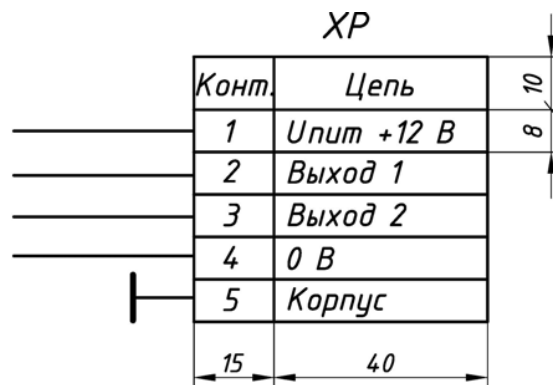 XP
Конт. Цепь 10
1 Uпит +12 В 8
2 Выход 1
3 Выход 2
4 0 В
5 Корпус
15 40